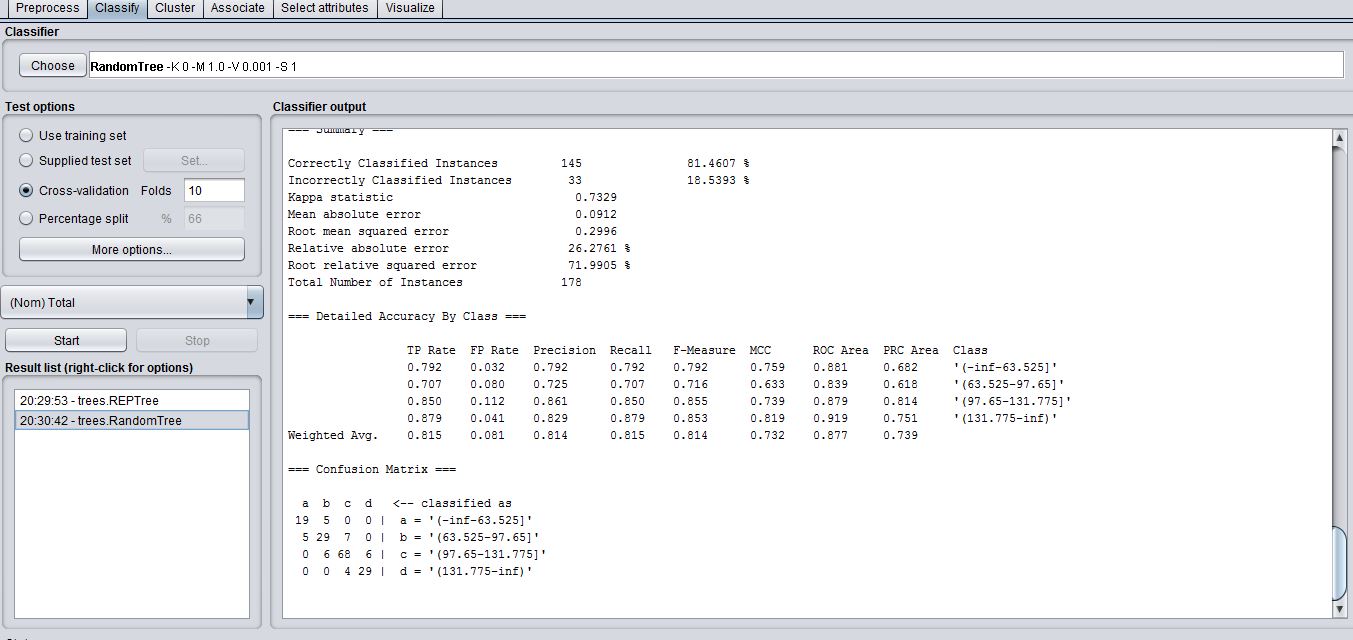 Preprocess Classify Cluster Associate Select attributes Visualize
Classifier
Choose RandomTree -K 0 -M 1.0 -V 0.001 -S 1
Test options
Use training set
Supplied test set Set...
Cross-validation Folds 10
Percentage split % 66
More options...
(Nom) Total
Start Stop
Result list (right-click for options)
20:29:53 - trees.REPTree
20:30:42 - trees.RandomTree
Classifier output
=== Summary ===
Correctly Classified Instances 145 81.4607 %
Incorrectly Classified Instances 33 18.5393 %
Kappa statistic 0.7329
Mean absolute error 0.0912
Root mean squared error 0.2996
Relative absolute error 26.2761 %
Root relative squared error 71.9905 %
Total Number of Instances 178
=== Detailed Accuracy By Class ===
TP Rate FP Rate Precision Recall F-Measure MCC ROC Area PRC Area Class
0.792 0.032 0.792 0.792 0.792 0.759 0.881 0.682 '(-inf-63.525]'
0.707 0.080 0.725 0.707 0.716 0.633 0.839 0.618 '(63.525-97.65]'
0.850 0.112 0.861 0.850 0.855 0.739 0.879 0.814 '(97.65-131.775]'
0.879 0.041 0.829 0.879 0.853 0.819 0.919 0.751 '(131.775-inf)'
Weighted Avg. 0.815 0.081 0.814 0.815 0.814 0.732 0.877 0.739
=== Confusion Matrix ===
a b c d <-- classified as
19 5 0 0 | a = '(-inf-63.525]'
5 29 7 0 | b = '(63.525-97.65]'
0 6 68 6 | c = '(97.65-131.775]'
0 0 4 29 | d = '(131.775-inf)'